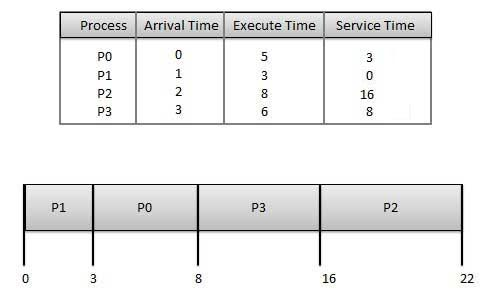 Process Arrival Time Execute Time Service Time
P0 0 5 3
P1 1 3 0
P2 2 8 16
P3 3 6 8
P1 P0 P3 P2
0 3 8 16 22